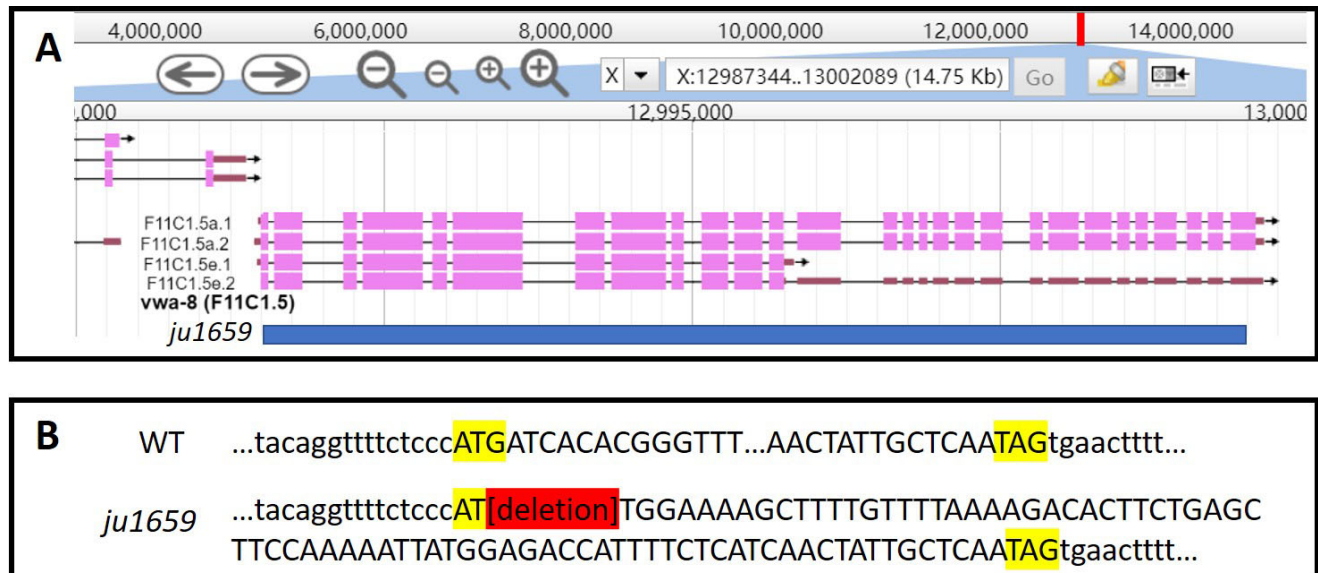 A
4,000,000 6,000,000 8,000,000 10,000,000 12,000,000 14,000,000
X X:12987344..13002089 (14.75 Kb) Go
,000 12,995,000 13,000
F11C1.5a.1
F11C1.5a.2
F11C1.5e.1
F11C1.5e.2
vwa-8 (F11C1.5)
ju1659
B
WT ...tacaggttttctcccATGATCACACGGGTTT...AACTATTGCTCAATAGtgaactttt...
ju1659 ...tacaggttttctcccAT[deletion]TGGAAAAGCTTTTGTTTTAAAAGACACTTCTGAGC
TTCCAAAAATTATGGAGACCATTTTCTCATCAACTATTGCTCAATAGtgaactttt...